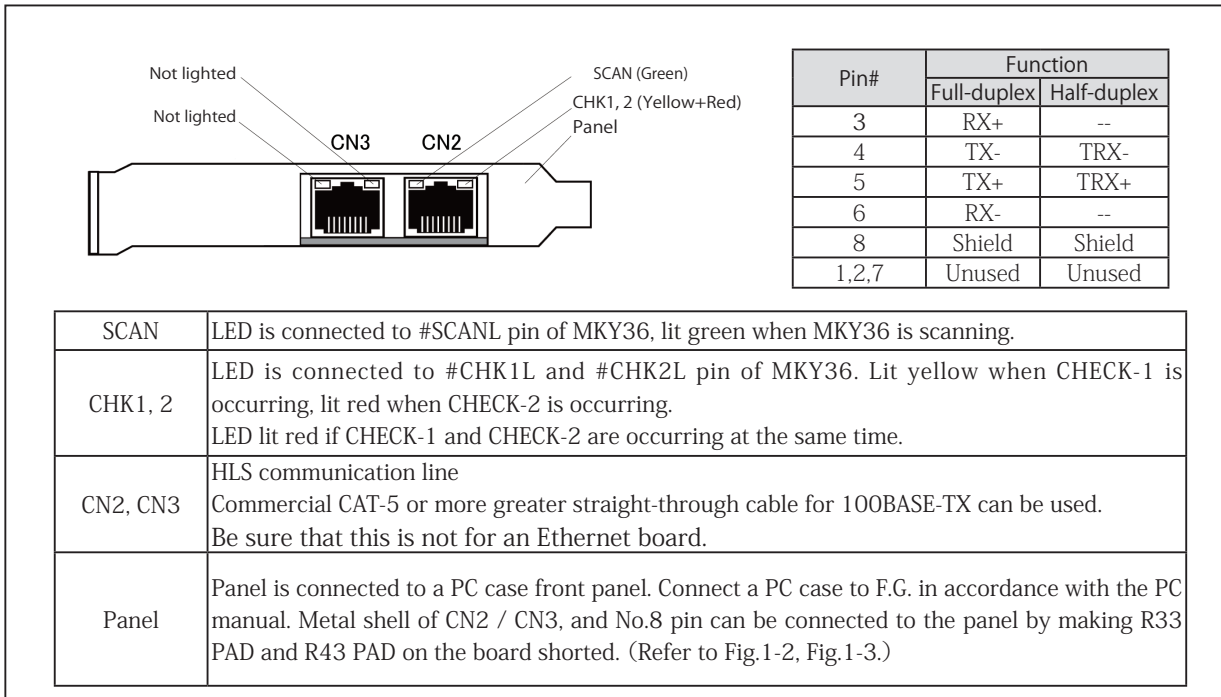 Not lighted
Not lighted
CN3
CN2
SCAN (Green)
CHK1, 2 (Yellow+Red)
Panel
Pin# Function
Full-duplex Half-duplex
3 RX+ --
4 TX- TRX-
5 TX+ TRX+
6 RX- --
8 Shield Shield
1,2,7 Unused Unused
SCAN LED is connected to #SCANL pin of MKY36, lit green when MKY36 is scanning.
CHK1, 2
LED is connected to #CHK1L and #CHK2L pin of MKY36. Lit yellow when CHECK-1 is
occurring, lit red when CHECK-2 is occurring.
LED lit red if CHECK-1 and CHECK-2 are occurring at the same time.
CN2, CN3
HLS communication line
Commercial CAT-5 or more greater straight-through cable for 100BASE-TX can be used.
Be sure that this is not for an Ethernet board.
Panel
Panel is connected to a PC case front panel. Connect a PC case to F.G. in accordance with the PC
manual. Metal shell of CN2 / CN3, and No.8 pin can be connected to the panel by making R33
PAD and R43 PAD on the board shorted. (Refer to Fig.1-2, Fig.1-3.)